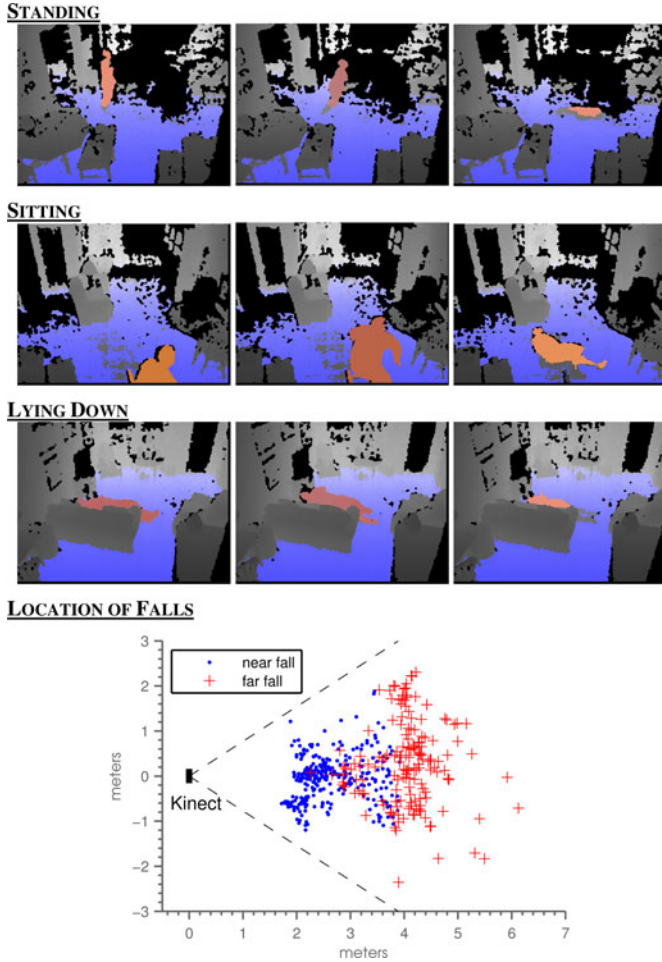 STANDING
SITTING
LYING DOWN
LOCATION OF FALLS
3
2
1
0
-1
-2
-3
meters
near fall
far fall
Kinect
0 1 2 3 4 5 6 7
meters